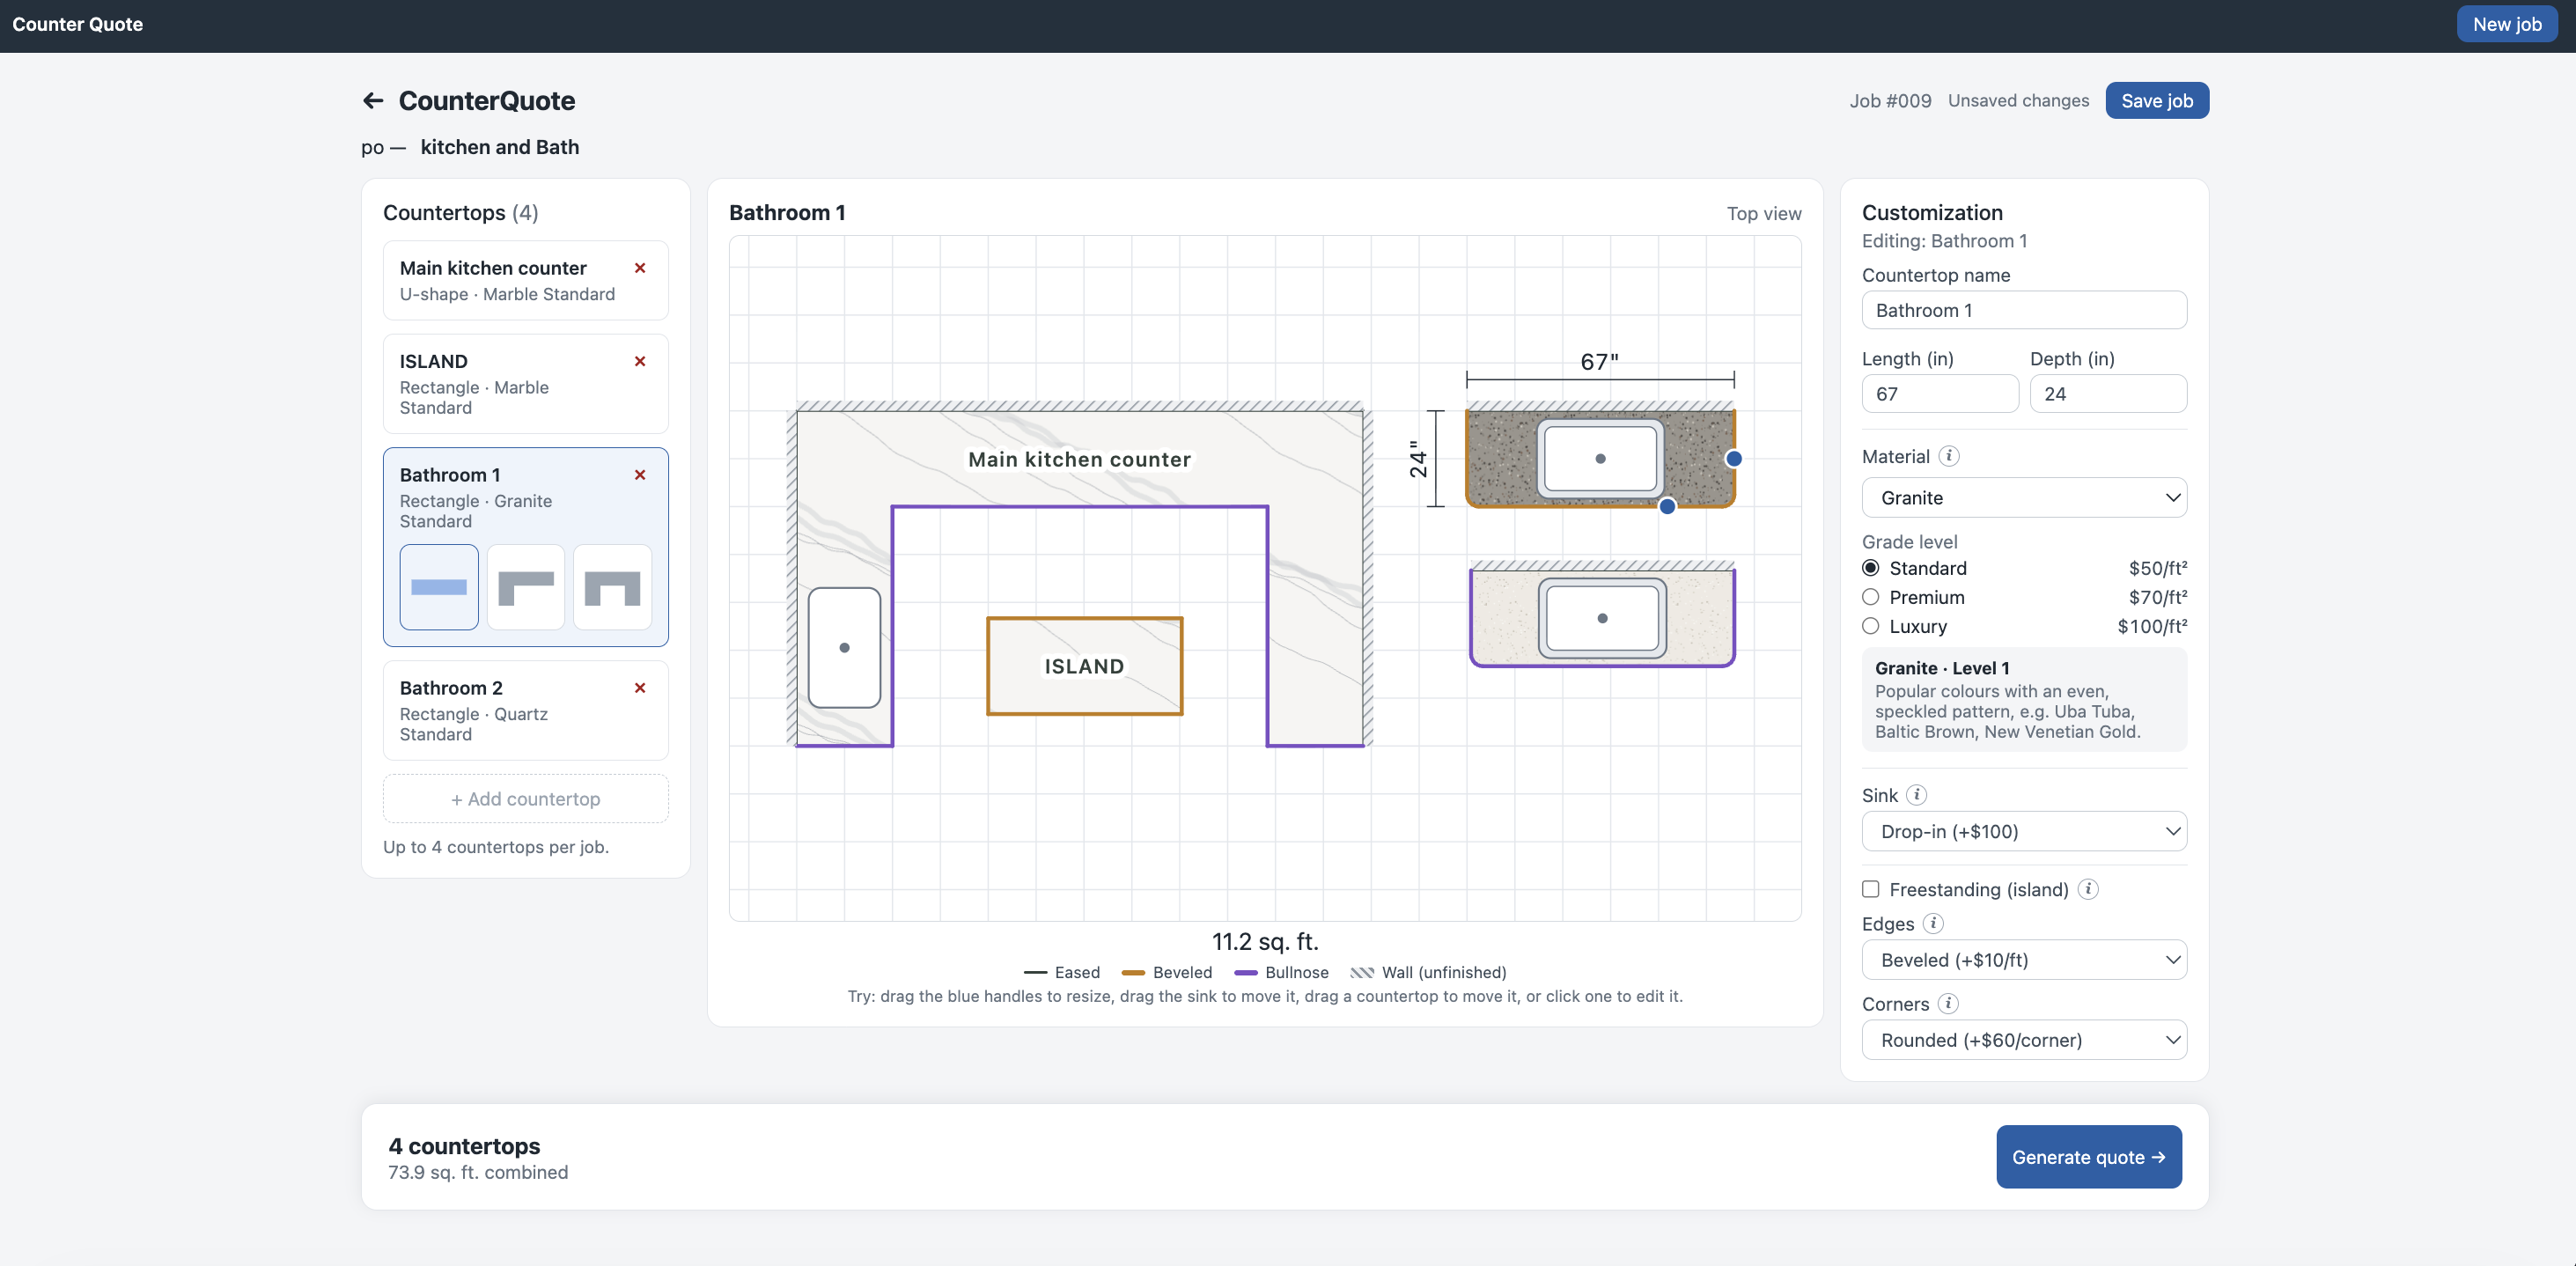 Counter Quote
New job
← CounterQuote
Job #009 Unsaved changes Save job
po — kitchen and Bath
Countertops (4)
Main kitchen counter ×
U-shape · Marble Standard
ISLAND ×
Rectangle · Marble
Standard
Bathroom 1 ×
Rectangle · Granite
Standard
Bathroom 2 ×
Rectangle · Quartz
Standard
+ Add countertop
Up to 4 countertops per job.
Bathroom 1
Top view
67"
24"
Main kitchen counter
ISLAND
11.2 sq. ft.
Eased Beveled Bullnose Wall (unfinished)
Try: drag the blue handles to resize, drag the sink to move it, drag a countertop to move it, or click one to edit it.
Customization
Editing: Bathroom 1
Countertop name
Bathroom 1
Length (in) Depth (in)
67 24
Material i
Granite
Grade level
Standard $50/ft²
Premium $70/ft²
Luxury $100/ft²
Granite · Level 1
Popular colours with an even,
speckled pattern, e.g. Uba Tuba,
Baltic Brown, New Venetian Gold.
Sink i
Drop-in (+$100)
Freestanding (island) i
Edges i
Beveled (+$10/ft)
Corners i
Rounded (+$60/corner)
4 countertops
73.9 sq. ft. combined
Generate quote →